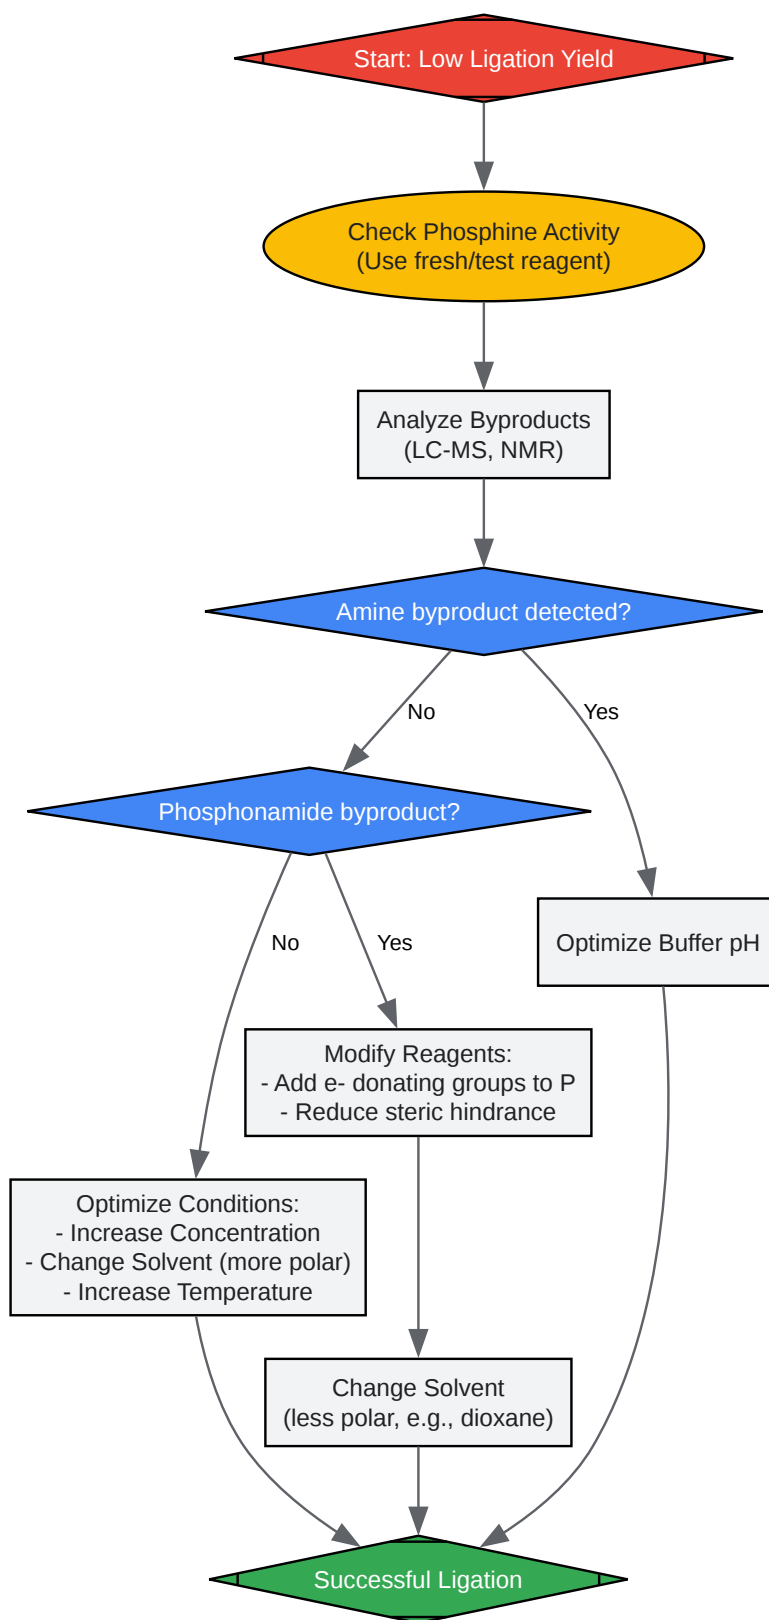 Start: Low Ligation Yield
Check Phosphine Activity
(Use fresh/test reagent)
Analyze Byproducts
(LC-MS, NMR)
Amine byproduct detected?
No
Yes
Phosphonamide byproduct?
Optimize Buffer pH
No
Yes
Modify Reagents:
- Add e- donating groups to P
- Reduce steric hindrance
Optimize Conditions:
- Increase Concentration
- Change Solvent (more polar)
- Increase Temperature
Change Solvent
(less polar, e.g., dioxane)
Successful Ligation